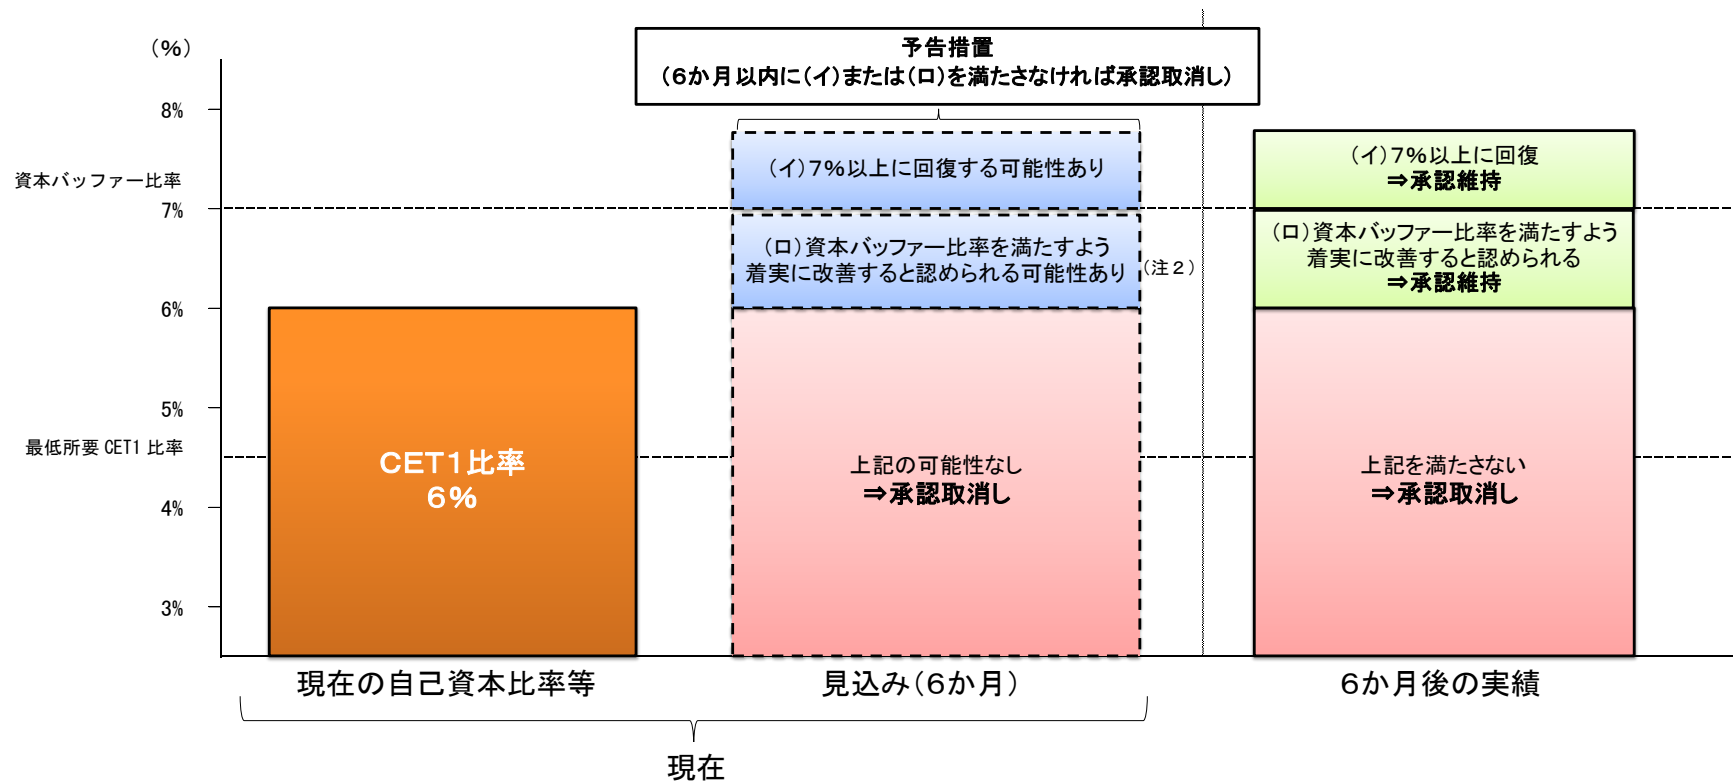 予告措置
（６か月以内に（イ）または（ロ）を満たさなければ承認取消し）
（％）
8%
資本バッファー比率
7%
6%
5%
最低所要 CET1 比率
4%
3%
ＣＥＴ１比率
６％
（イ）７％以上に回復する可能性あり
（ロ）資本バッファー比率を満たすよう
着実に改善すると認められる可能性あり
（注２）
上記の可能性なし
⇒承認取消し
（イ）７％以上に回復
⇒承認維持
（ロ）資本バッファー比率を満たすよう
着実に改善すると認められる
⇒承認維持
上記を満たさない
⇒承認取消し
現在の自己資本比率等
見込み（６か月）
６か月後の実績
現在